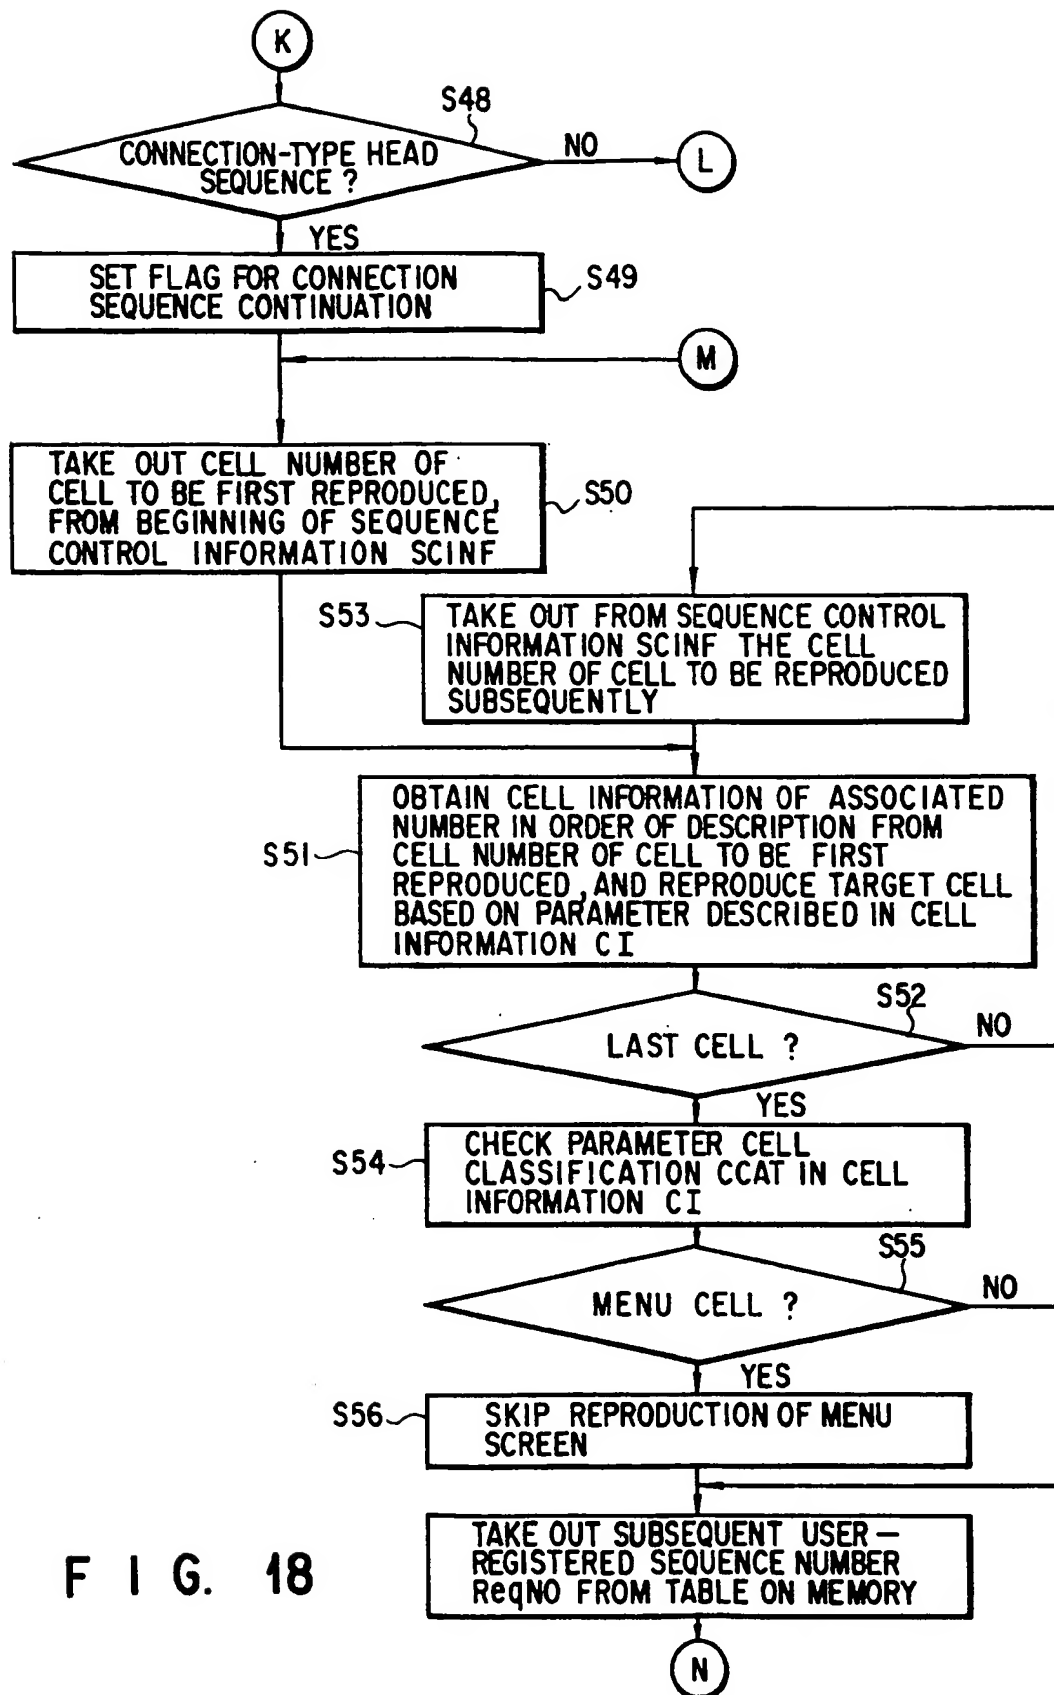 K
S48
CONNECTION-TYPE HEAD
SEQUENCE ?
NO
L
YES
SET FLAG FOR CONNECTION
SEQUENCE CONTINUATION
S49
M
TAKE OUT CELL NUMBER OF
CELL TO BE FIRST REPRODUCED,
FROM BEGINNING OF SEQUENCE
CONTROL INFORMATION SCINF
S50
S53
TAKE OUT FROM SEQUENCE CONTROL
INFORMATION SCINF THE CELL
NUMBER OF CELL TO BE REPRODUCED
SUBSEQUENTLY
S51
OBTAIN CELL INFORMATION OF ASSOCIATED
NUMBER IN ORDER OF DESCRIPTION FROM
CELL NUMBER OF CELL TO BE FIRST
REPRODUCED, AND REPRODUCE TARGET CELL
BASED ON PARAMETER DESCRIBED IN CELL
INFORMATION CI
S52
LAST CELL ?
NO
YES
S54
CHECK PARAMETER CELL
CLASSIFICATION CCAT IN CELL
INFORMATION CI
S55
MENU CELL ?
NO
YES
S56
SKIP REPRODUCTION OF MENU
SCREEN
TAKE OUT SUBSEQUENT USER-
REGISTERED SEQUENCE NUMBER
ReqNO FROM TABLE ON MEMORY
N
FIG. 18